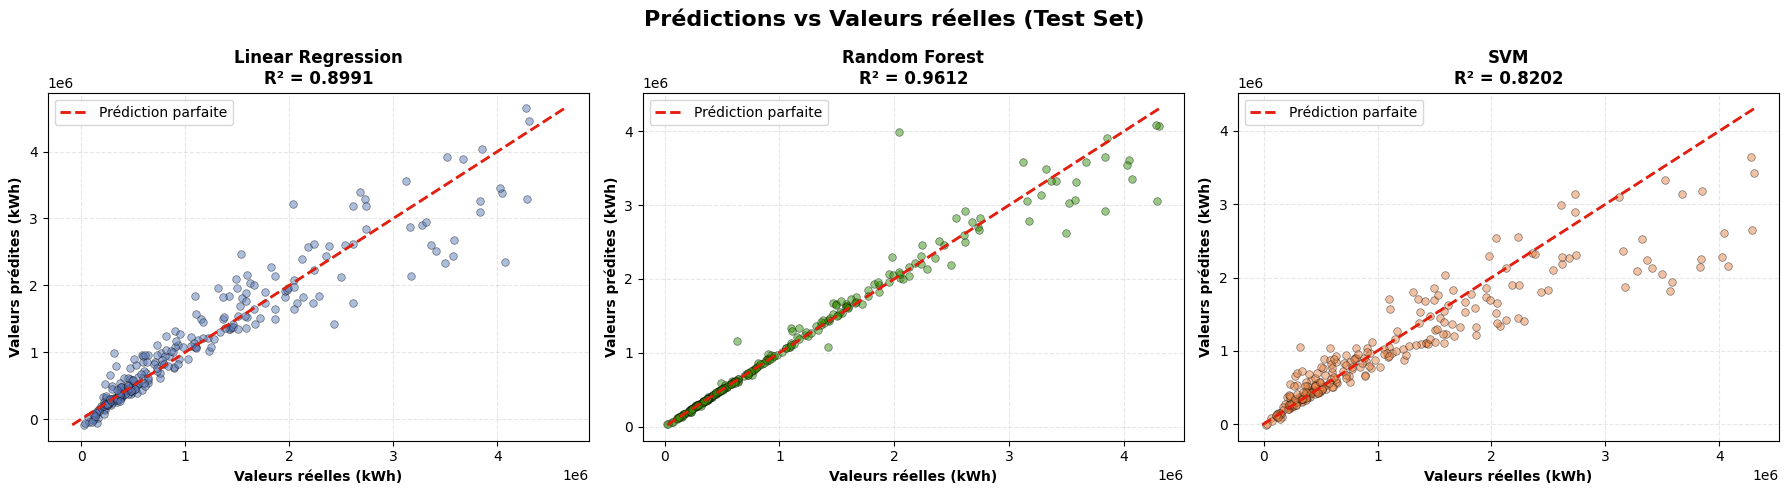 Prédictions vs Valeurs réelles (Test Set)
Linear Regression
R² = 0.8991
1e6
Prédiction parfaite
Valeurs prédites (kWh)
4
3
2
1
0
0 1 2 3 4
Valeurs réelles (kWh)
1e6
Random Forest
R² = 0.9612
1e6
Prédiction parfaite
Valeurs prédites (kWh)
4
3
2
1
0
0 1 2 3 4
Valeurs réelles (kWh)
1e6
SVM
R² = 0.8202
1e6
Prédiction parfaite
Valeurs prédites (kWh)
4
3
2
1
0
0 1 2 3 4
Valeurs réelles (kWh)
1e6